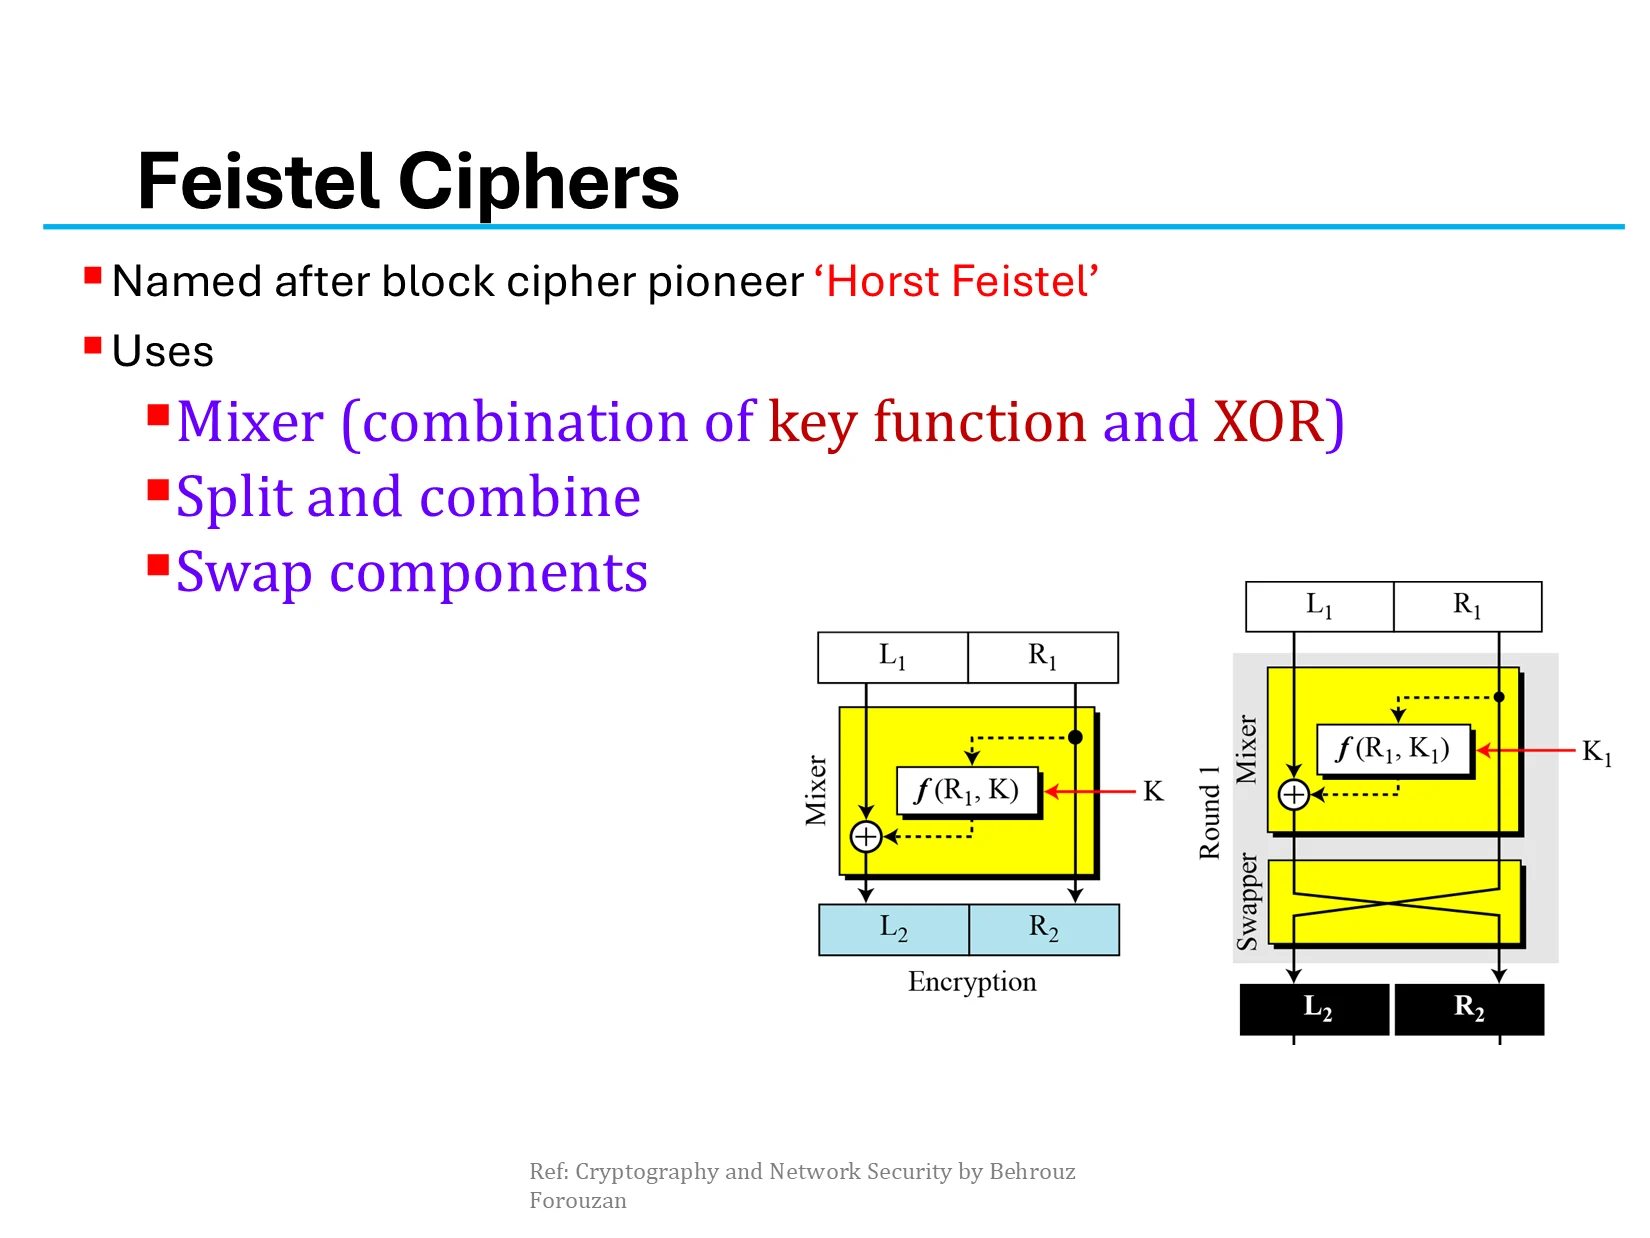 Feistel Ciphers
▪ Named after block cipher pioneer ‘Horst Feistel’
▪ Uses
▪ Mixer (combination of key function and XOR)
▪ Split and combine
▪ Swap components
L₁ R₁
Mixer
f(R₁, K)
K
L₂ R₂
Encryption
L₁ R₁
Round 1
Mixer
f(R₁, K₁)
K₁
Swapper
L₂ R₂
Ref: Cryptography and Network Security by Behrouz
Forouzan